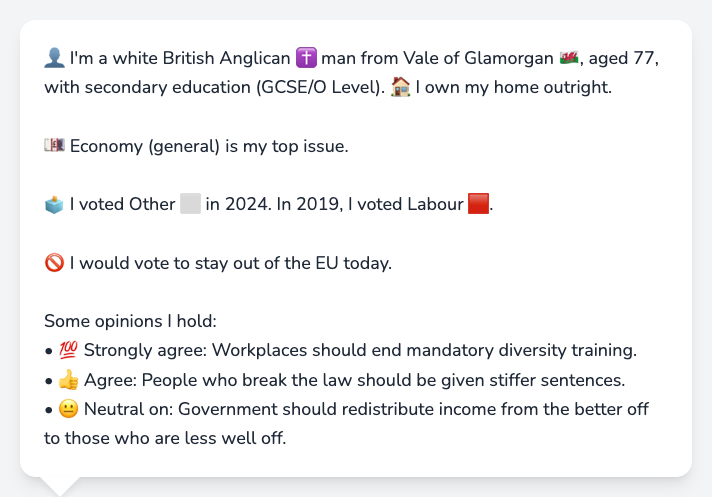 👤 I'm a white British Anglican ✝️ man from Vale of Glamorgan 🏴󠁧󠁢󠁷󠁬󠁳󠁿, aged 77,
with secondary education (GCSE/O Level). 🏠 I own my home outright.
💷 Economy (general) is my top issue.
🗳️ I voted Other ⬜ in 2024. In 2019, I voted Labour 🟥.
🚫 I would vote to stay out of the EU today.
Some opinions I hold:
• 💯 Strongly agree: Workplaces should end mandatory diversity training.
• 👍 Agree: People who break the law should be given stiffer sentences.
• 😐 Neutral on: Government should redistribute income from the better off
to those who are less well off.